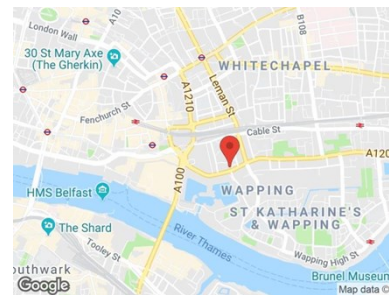 London Wall
A10
B108
30 St Mary Axe
(The Gherkin)
WHITECHAPEL
A1210
Leman St
Fenchurch St
Cable St
A120
A100
HMS Belfast
WAPPING
ST KATHARINE'S
& WAPPING
The Shard
River Thames
Tooley St
Wapping High St
outhwark
Brunel Museum
Google
Map data ©